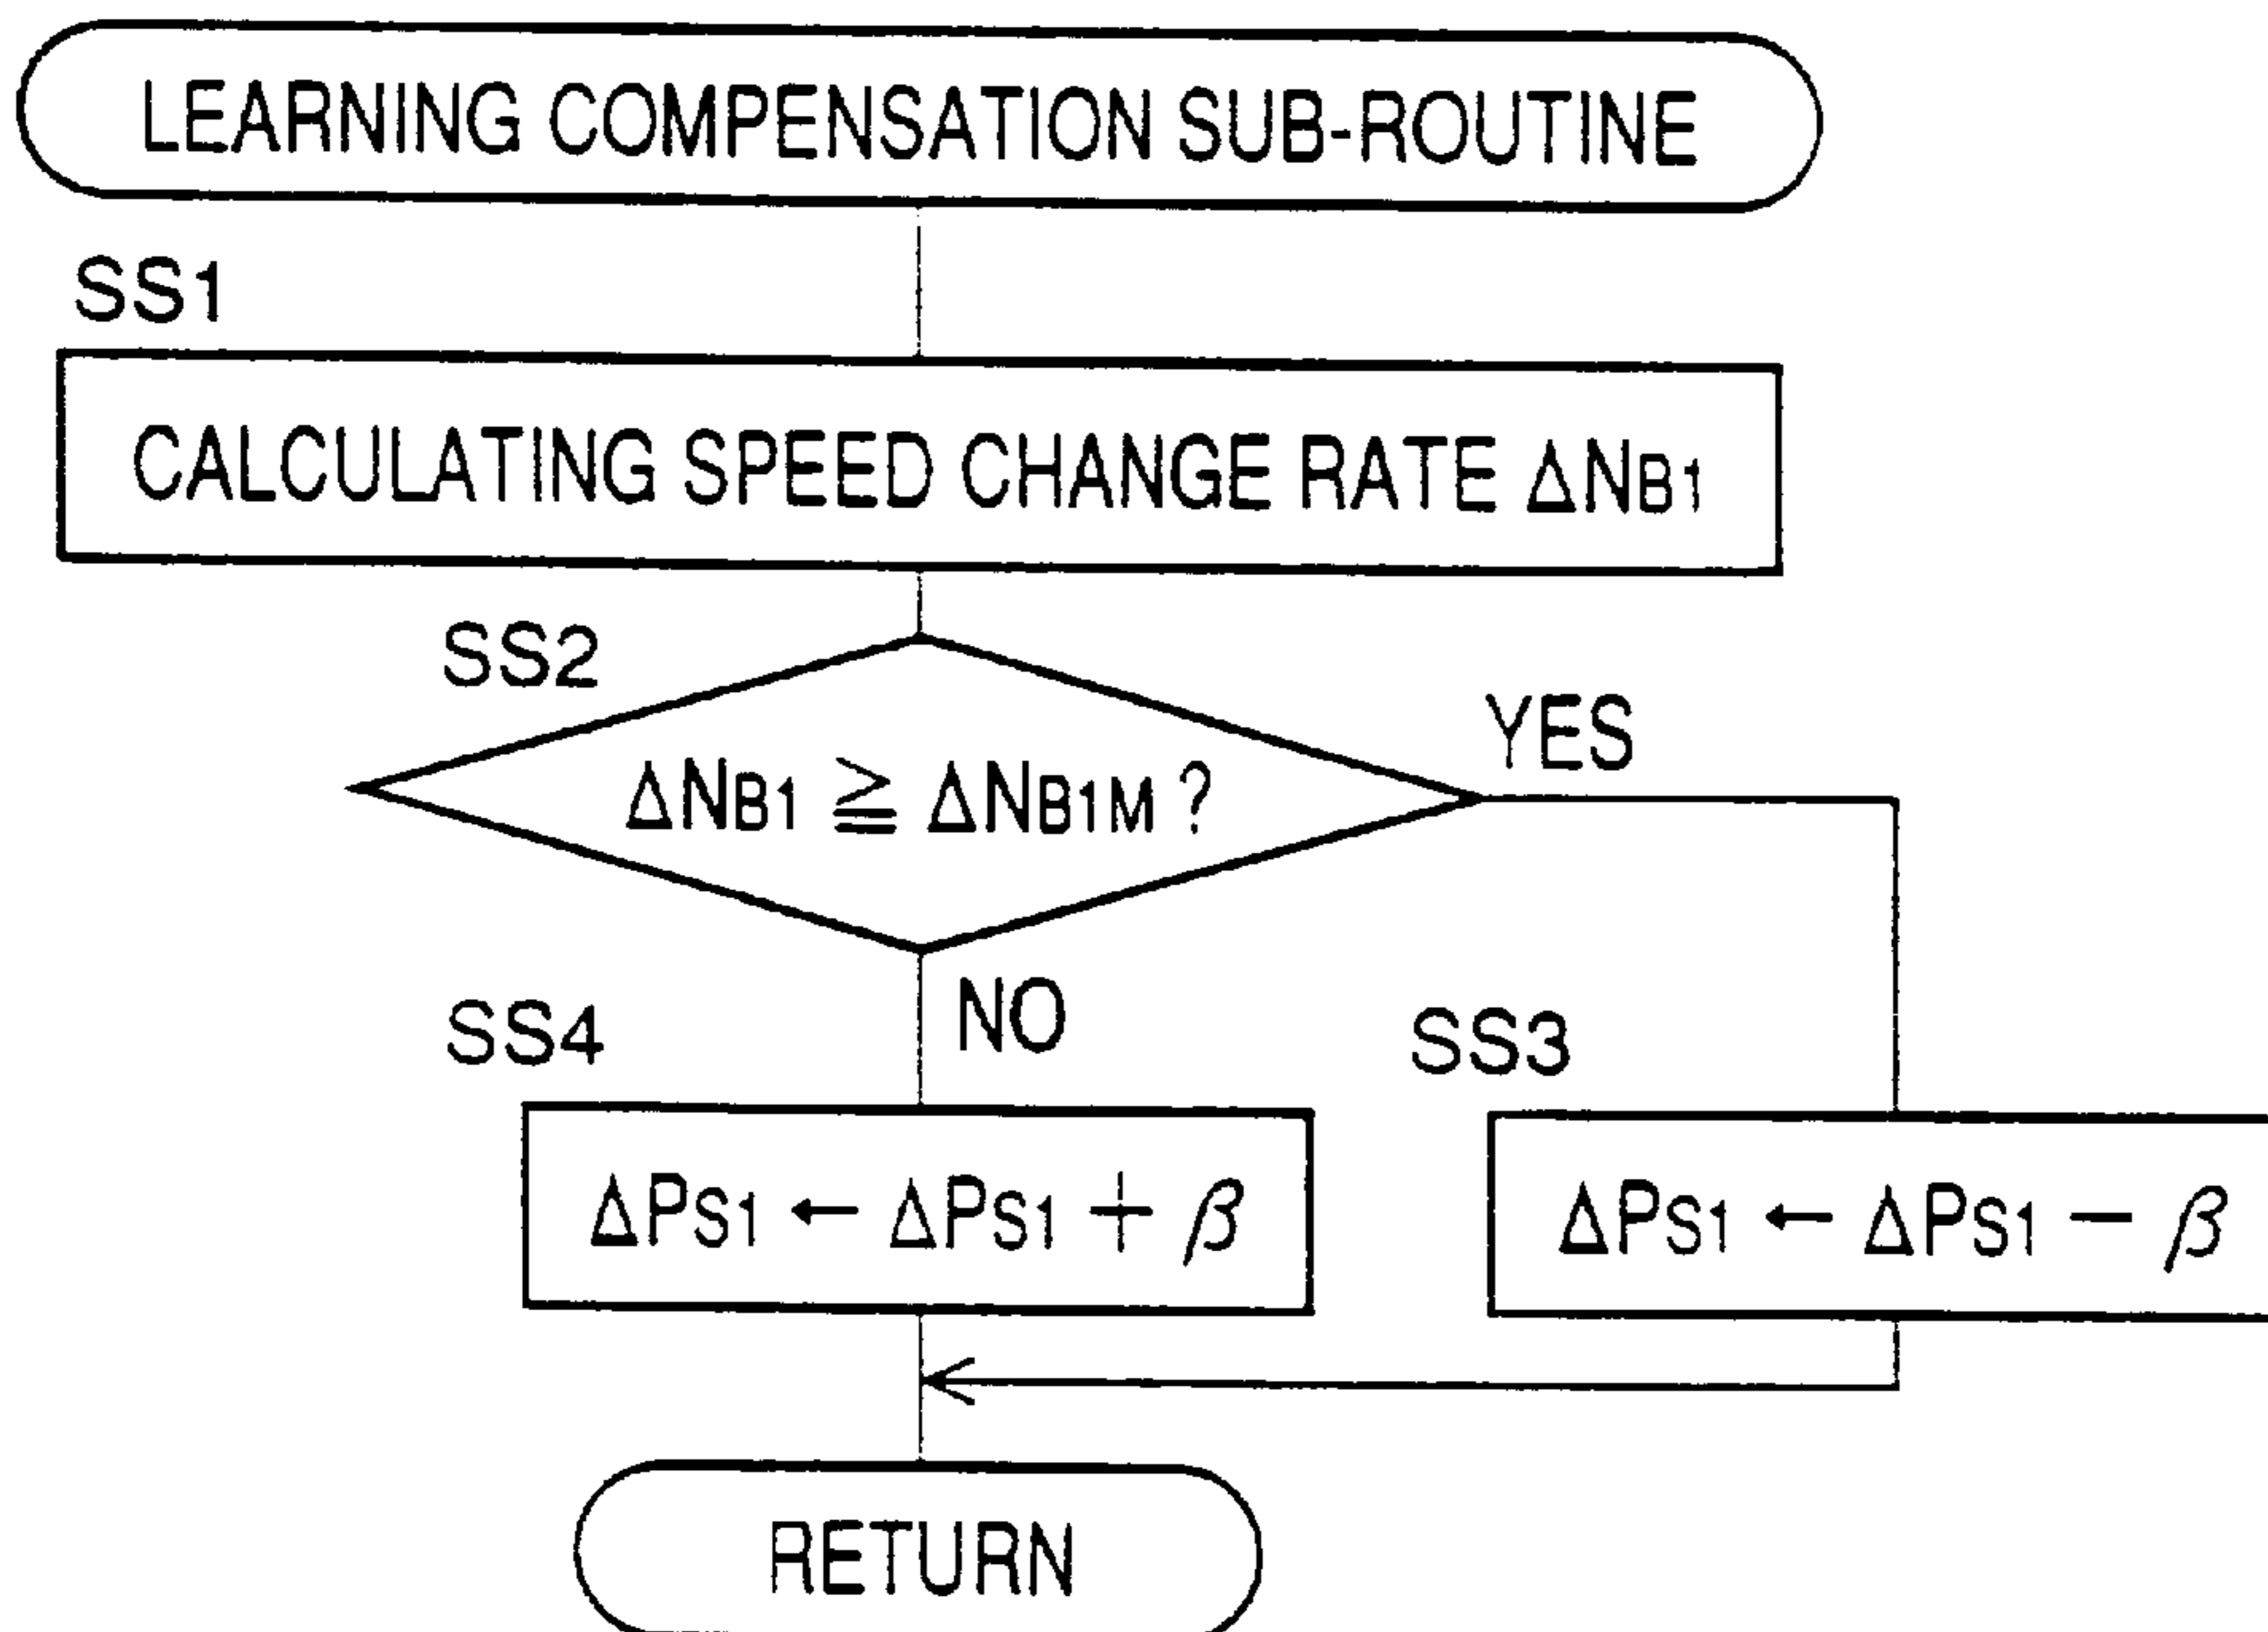 LEARNING COMPENSATION SUB-ROUTINE
SS1
CALCULATING SPEED CHANGE RATE ΔNB1
SS2
YES
ΔNB1 ≧ ΔNB1M ?
NO
SS4
SS3
ΔPS1 ← ΔPS1 + β
ΔPS1 ← ΔPS1 − β
RETURN